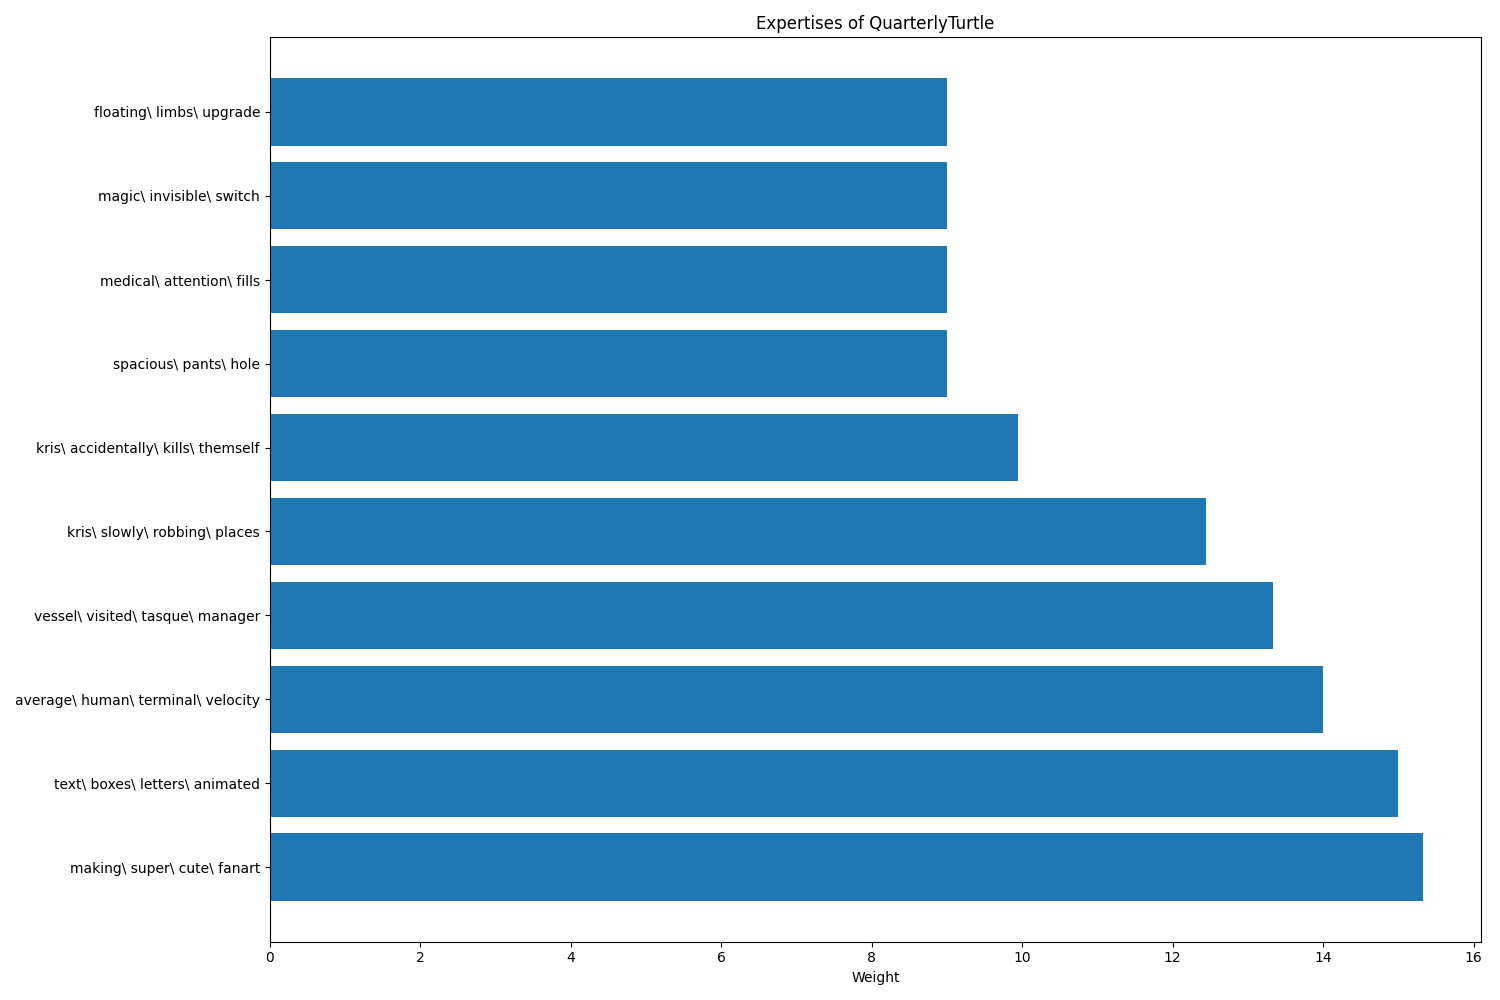 Expertises of QuarterlyTurtle
floating\ limbs\ upgrade
magic\ invisible\ switch
medical\ attention\ fills
spacious\ pants\ hole
kris\ accidentally\ kills\ themself
kris\ slowly\ robbing\ places
vessel\ visited\ tasque\ manager
average\ human\ terminal\ velocity
text\ boxes\ letters\ animated
making\ super\ cute\ fanart
0 2 4 6 8 10 12 14 16
Weight